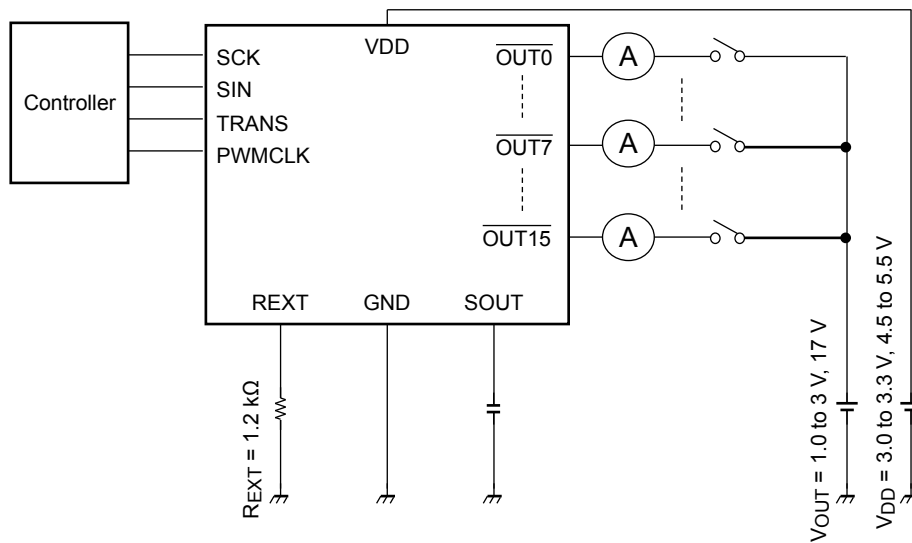 Controller
SCK
SIN
TRANS
PWMCLK
VDD
OUT0
OUT7
OUT15
A
A
A
REXT
GND
SOUT
REXT = 1.2 kΩ
VOUT = 1.0 to 3 V, 17 V
VDD = 3.0 to 3.3 V, 4.5 to 5.5 V